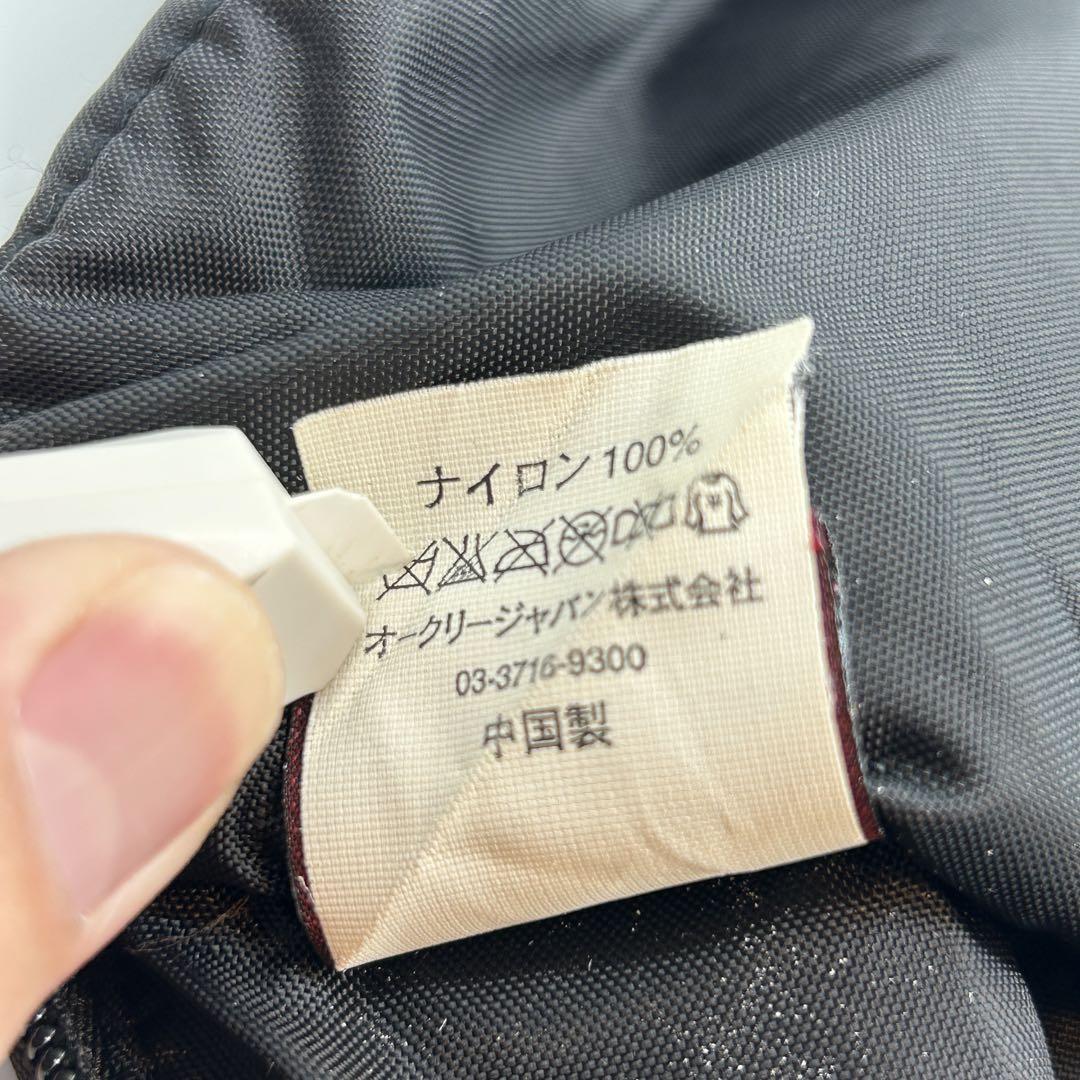 ナイロン100%
オークリージャパン株式会社
03-3716-9300
中国製